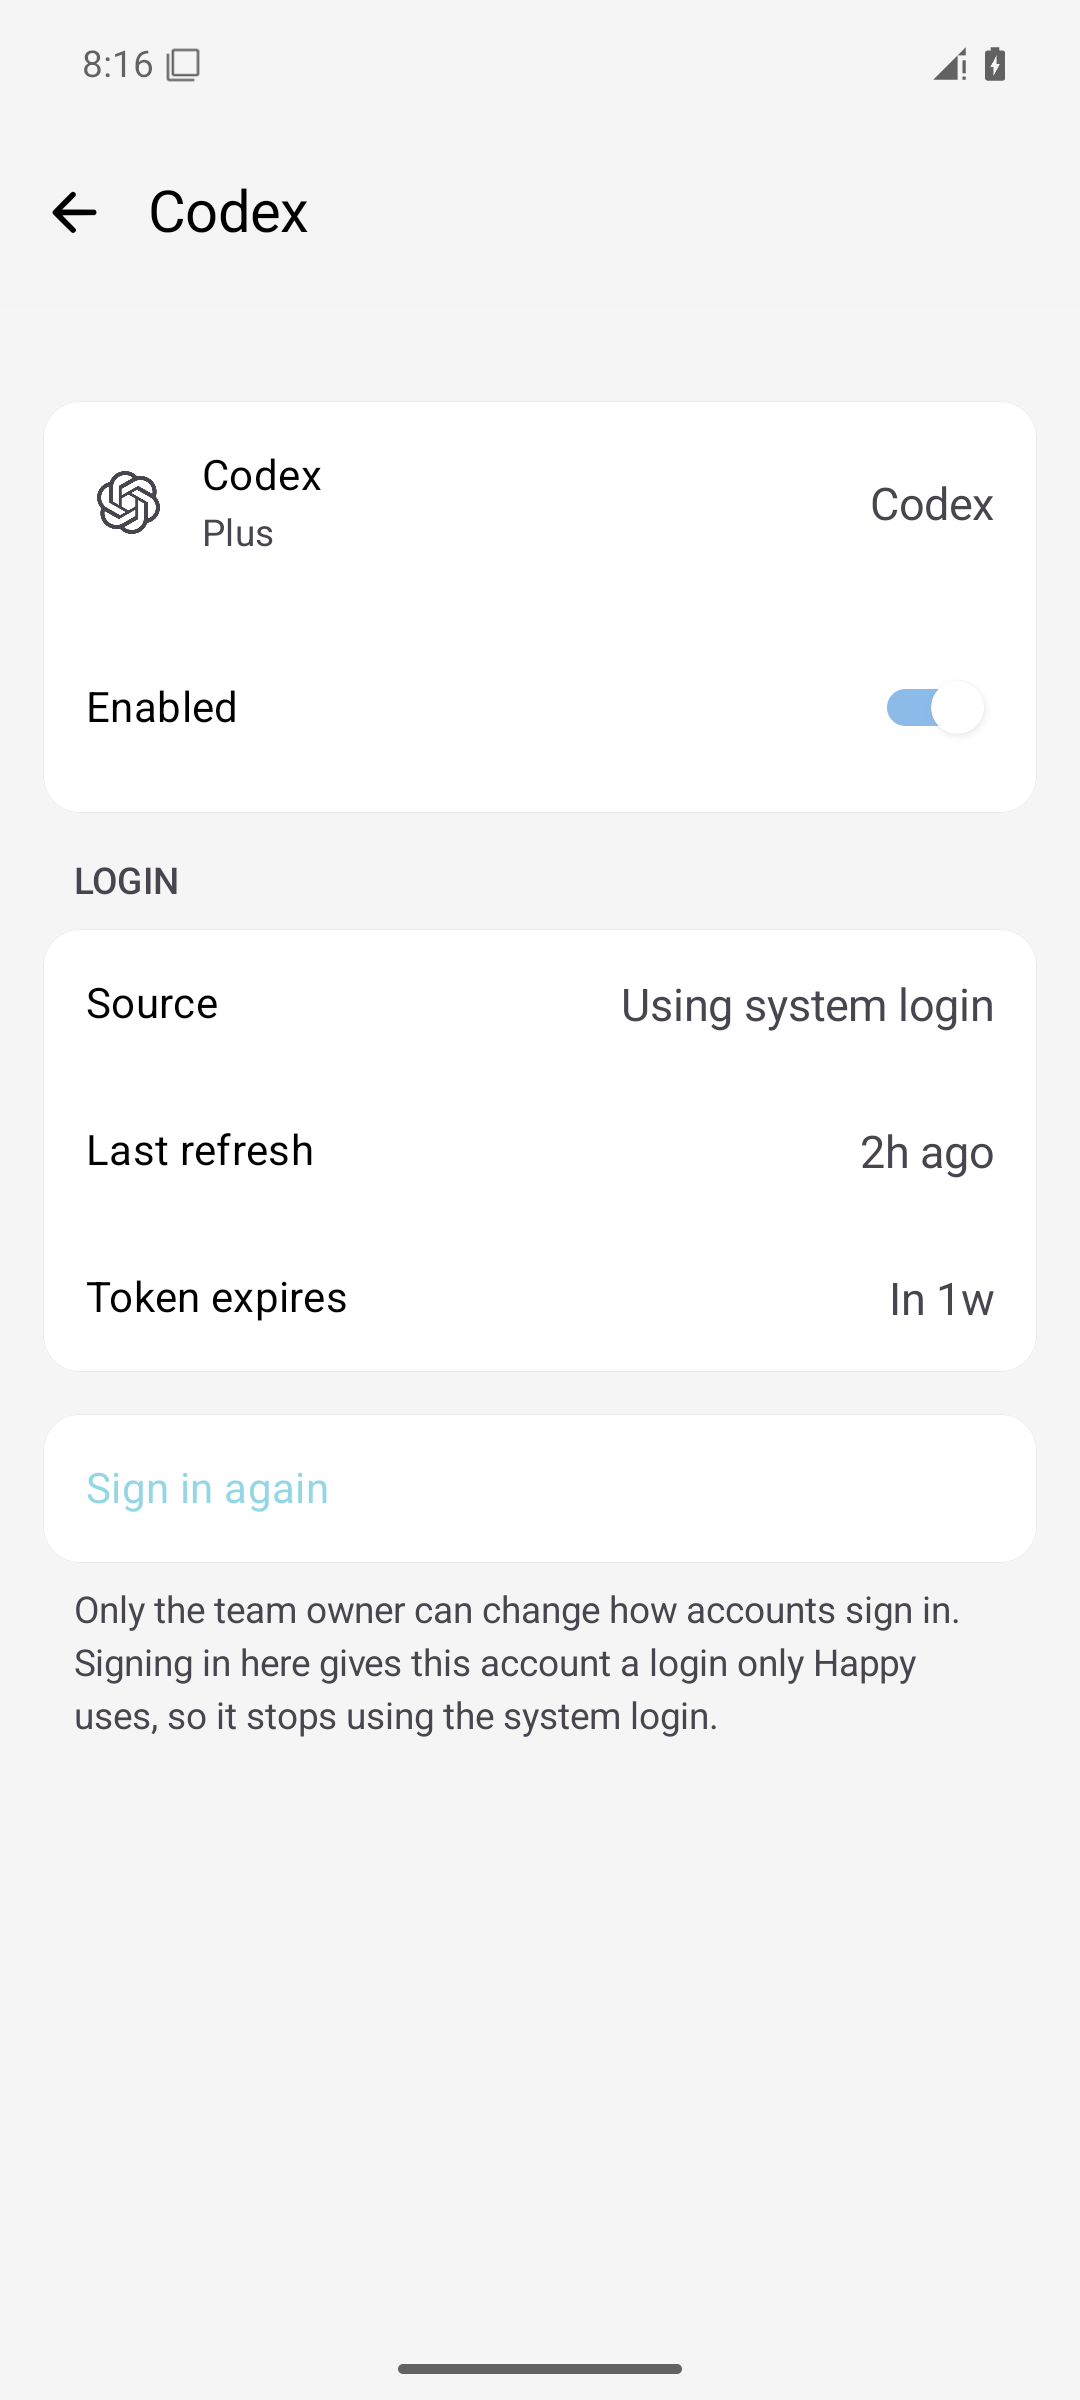 8:16
Codex
Codex
Plus
Codex
Enabled
LOGIN
Source
Using system login
Last refresh
2h ago
Token expires
In 1w
Sign in again
Only the team owner can change how accounts sign in.
Signing in here gives this account a login only Happy
uses, so it stops using the system login.